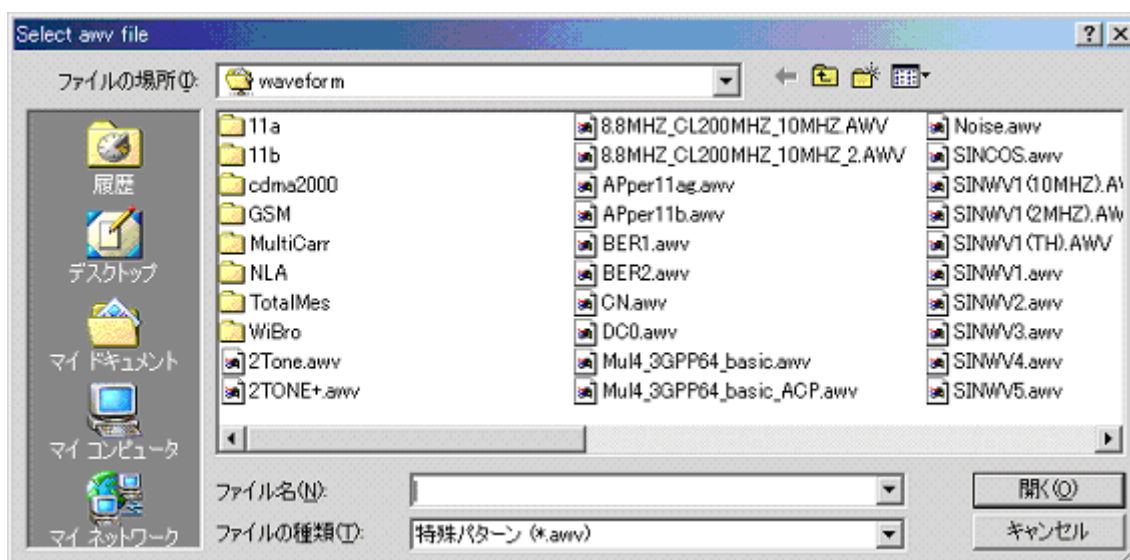 Select awv file
ファイルの場所(I):
waveform
履歴
デスクトップ
マイ ドキュメント
マイ コンピュータ
マイ ネットワーク
11a
11b
cdma2000
GSM
MultiCarr
NLA
TotalMes
WiBro
2Tone.awv
2TONE+.awv
8.8MHZ_CL200MHZ_10MHZ.AWV
8.8MHZ_CL200MHZ_10MHZ_2.AWV
APper11ag.awv
APper11b.awv
BER1.awv
BER2.awv
CN.awv
DC0.awv
Mul4_3GPP64_basic.awv
Mul4_3GPP64_basic_ACP.awv
Noise.awv
SINCOS.awv
SINWV1(10MHZ).AV
SINWV1(2MHZ).AW
SINWV1(TH).AWV
SINWV1.awv
SINWV2.awv
SINWV3.awv
SINWV4.awv
SINWV5.awv
ファイル名(N):
開く(O)
ファイルの種類(T):
特殊パターン (*.awv)
キャンセル